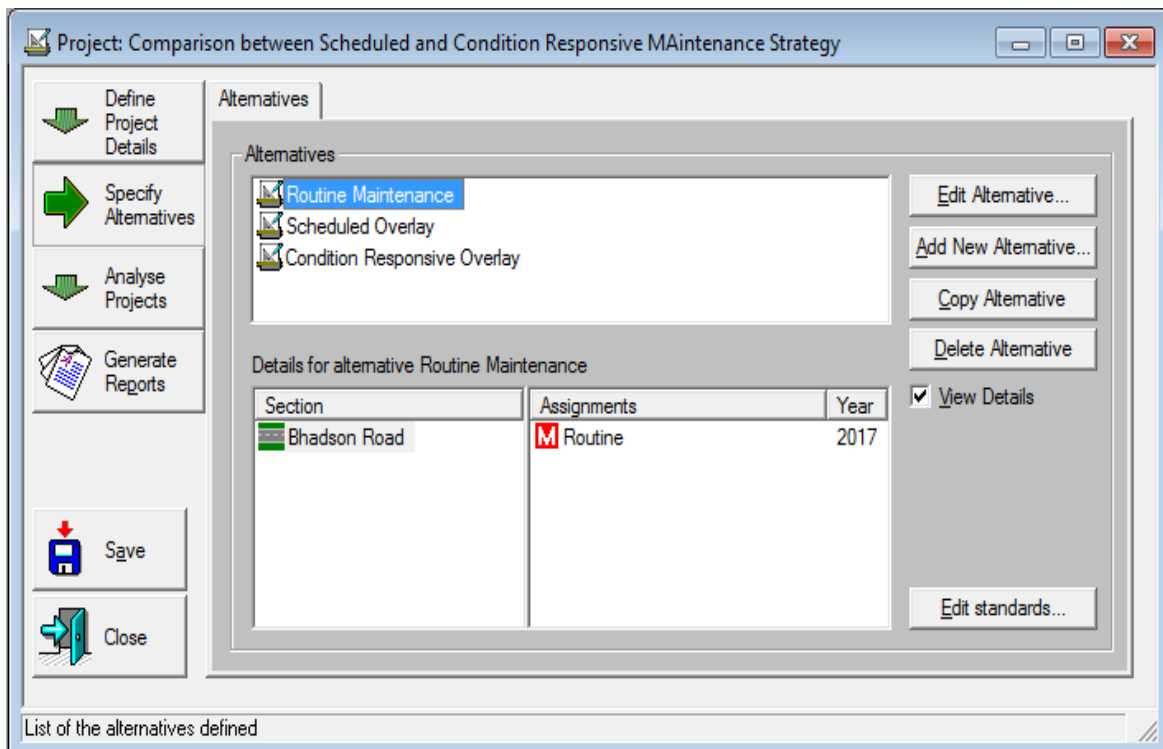 Project: Comparison between Scheduled and Condition Responsive MAintenance Strategy
Define
Project
Details
Specify
Alternatives
Analyse
Projects
Generate
Reports
Save
Close
Alternatives
Alternatives
Routine Maintenance
Scheduled Overlay
Condition Responsive Overlay
Edit Alternative...
Add New Alternative...
Copy Alternative
Delete Alternative
View Details
Details for alternative Routine Maintenance
Section Assignments Year
Bhadson Road M Routine 2017
Edit standards...
List of the alternatives defined